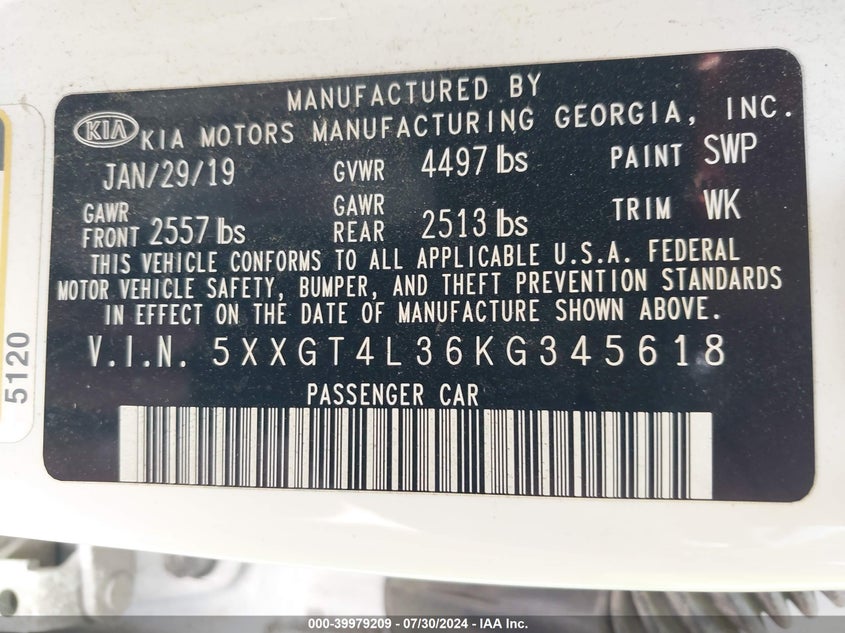 MANUFACTURED BY
KIA KIA MOTORS MANUFACTURING GEORGIA, INC.
JAN/29/19 GVWR 4497 lbs PAINT SWP
GAWR FRONT 2557 lbs GAWR REAR 2513 lbs TRIM WK
THIS VEHICLE CONFORMS TO ALL APPLICABLE U.S.A. FEDERAL
MOTOR VEHICLE SAFETY, BUMPER, AND THEFT PREVENTION STANDARDS
IN EFFECT ON THE DATE OF MANUFACTURE SHOWN ABOVE.
V.I.N. 5XXGT4L36KG345618
PASSENGER CAR
5120
000-39979209 - 07/30/2024 - IAA Inc.